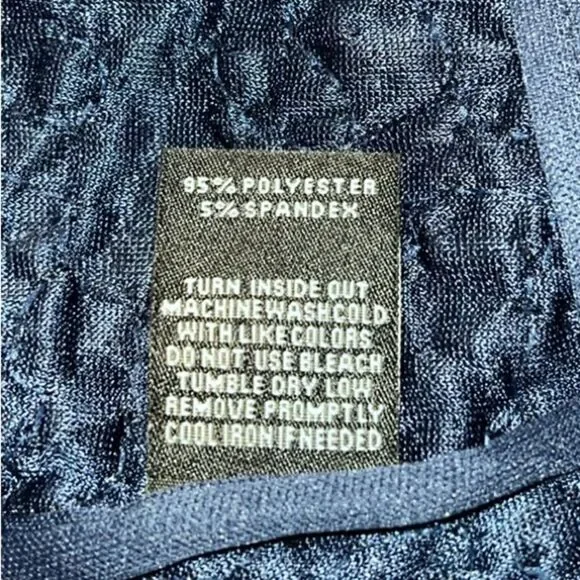 95% POLYESTER
5% SPANDEX
TURN INSIDE OUT
MACHINE WASH COLD
WITH LIKE COLORS
DO NOT USE BLEACH
TUMBLE DRY LOW
REMOVE PROMPTLY
COOL IRON IF NEEDED